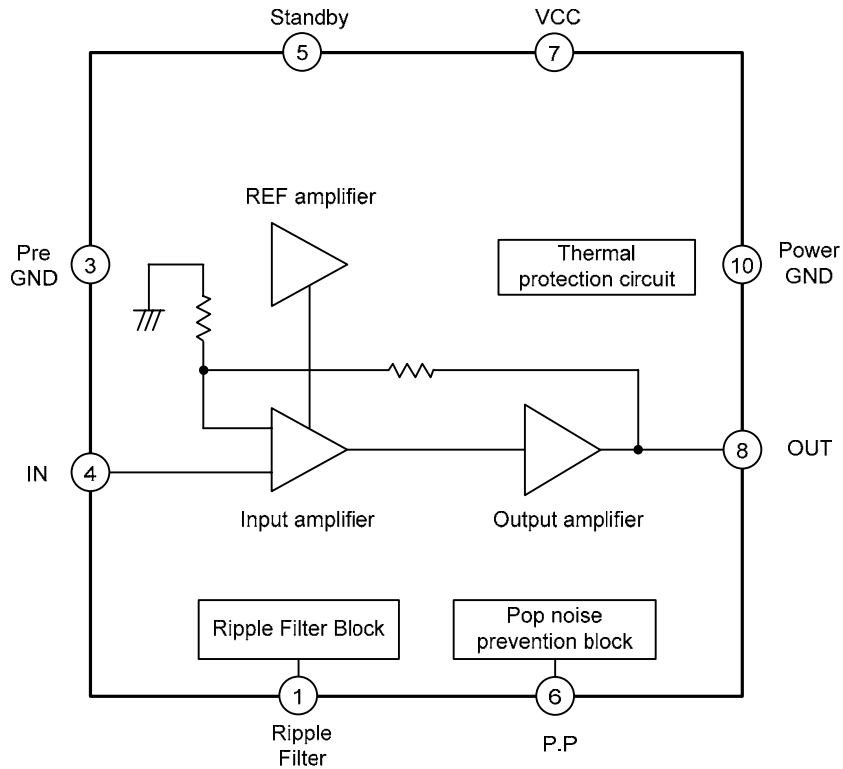 Standby
VCC
5
7
REF amplifier
Pre
GND
3
Thermal
protection circuit
10
Power
GND
IN
4
8
OUT
Input amplifier
Output amplifier
Ripple Filter Block
Pop noise
prevention block
1
6
Ripple
Filter
P.P